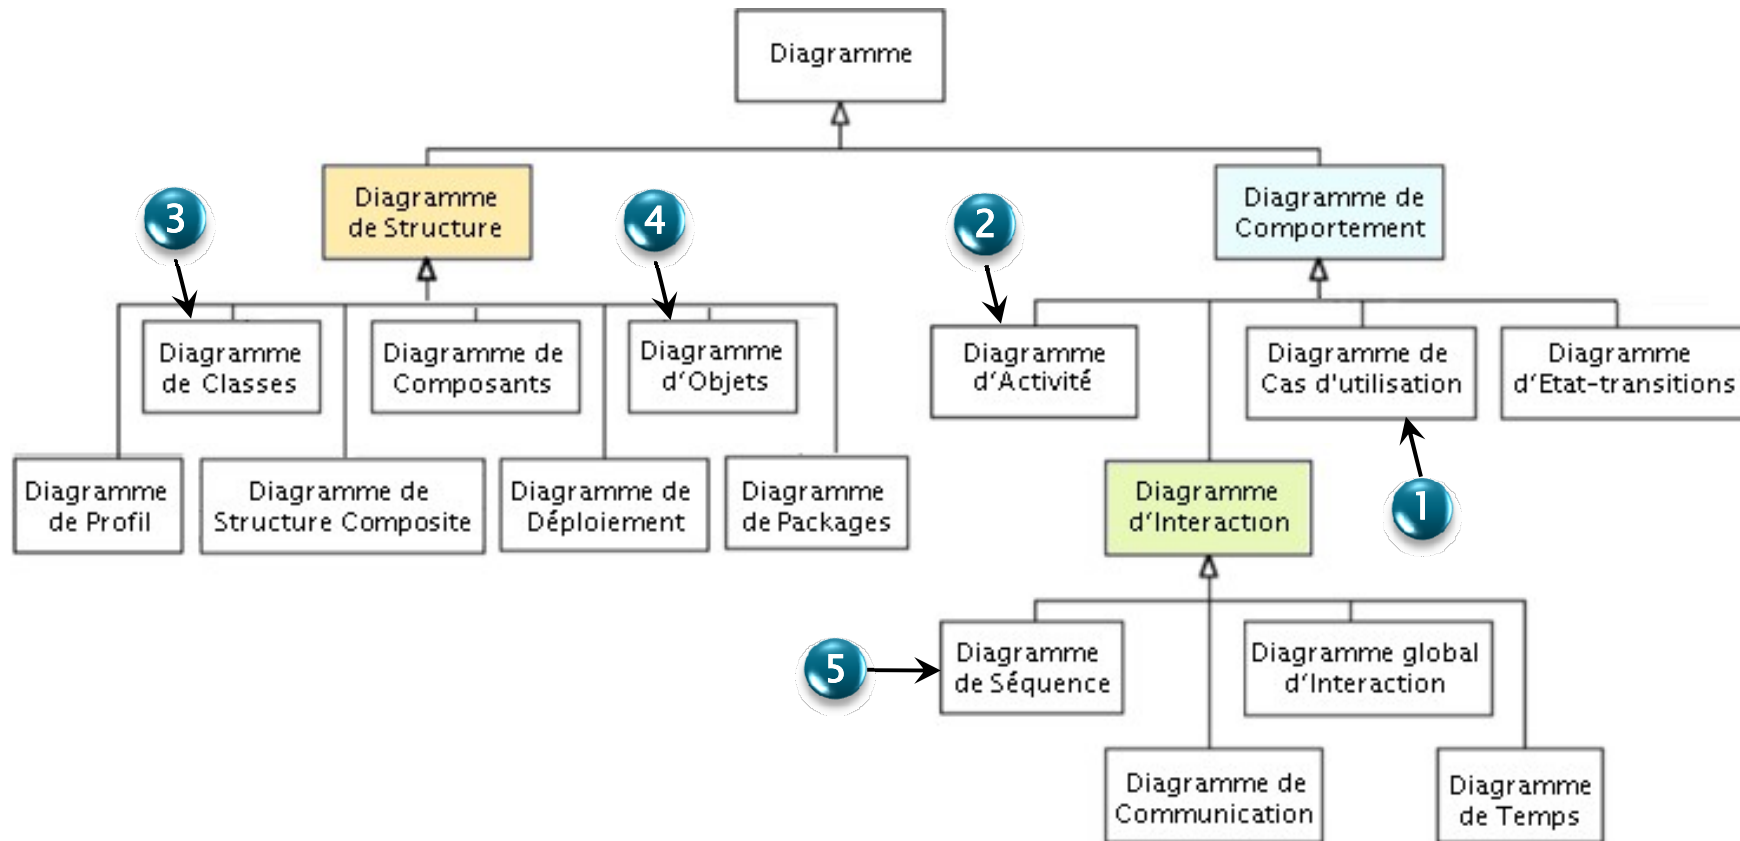 Diagramme
Diagramme
de Structure
Diagramme de
Comportement
3
4
2
Diagramme
de Classes
Diagramme de
Composants
Diagramme
d'Objets
Diagramme
d'Activité
Diagramme de
Cas d'utilisation
Diagramme
d'Etat-transitions
Diagramme
de Profil
Diagramme de
Structure Composite
Diagramme de
Déploiement
Diagramme
de Packages
Diagramme
d'Interaction
1
5
Diagramme
de Séquence
Diagramme global
d'Interaction
Diagramme de
Communication
Diagramme
de Temps